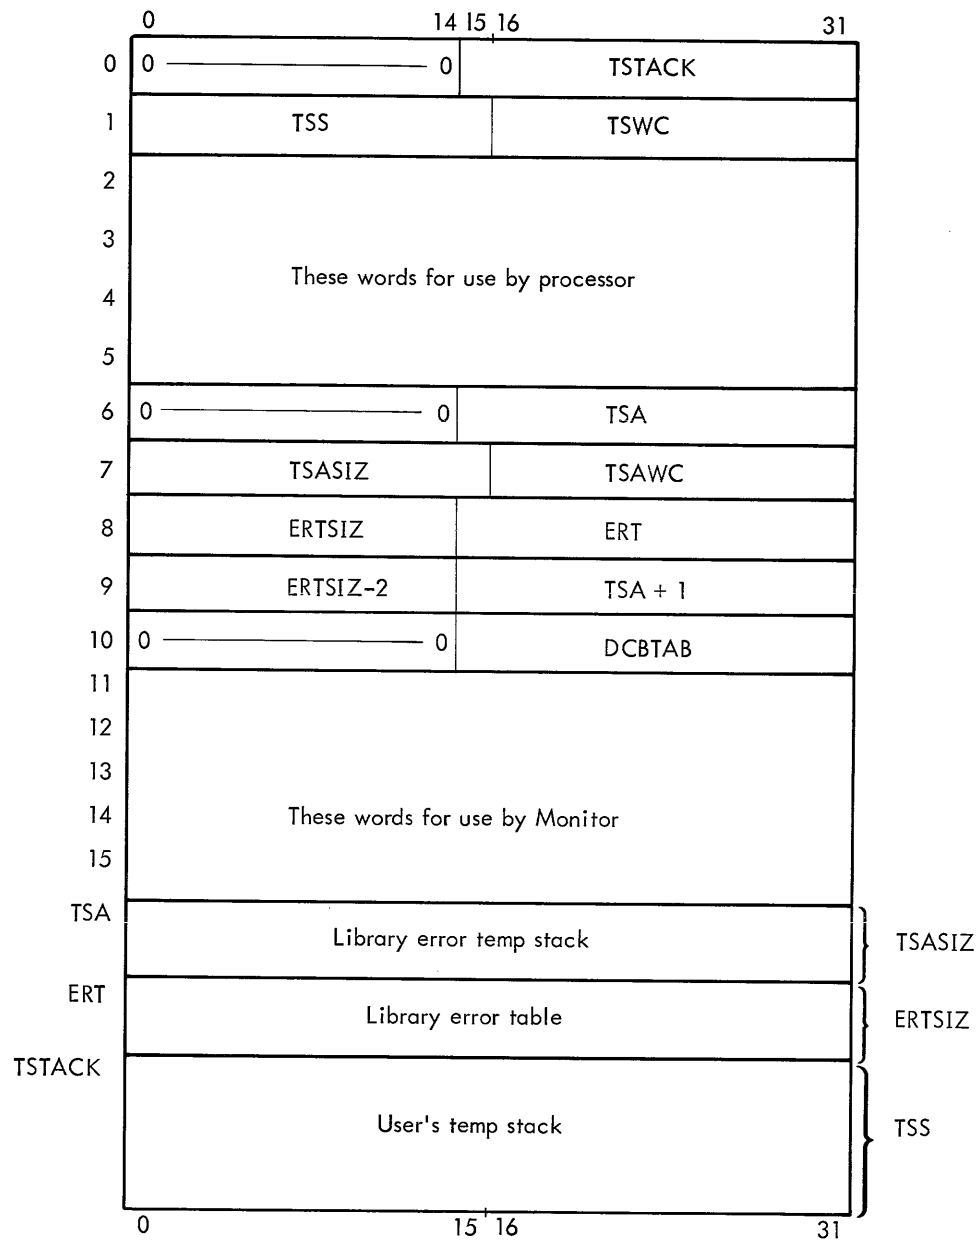 0 14 15 16 31
0 0 0 TSTACK
1 TSS TSWC
2
3
These words for use by processor
4
5
6 0 0 TSA
7 TSASIZ TSAWC
8 ERTSIZ ERT
9 ERTSIZ-2 TSA + 1
10 0 0 DCBTAB
11
12
13
14 These words for use by Monitor
15
TSA
Library error temp stack TSASIZ
ERT
Library error table ERTSIZ
TSTACK
User's temp stack TSS
0 15 16 31